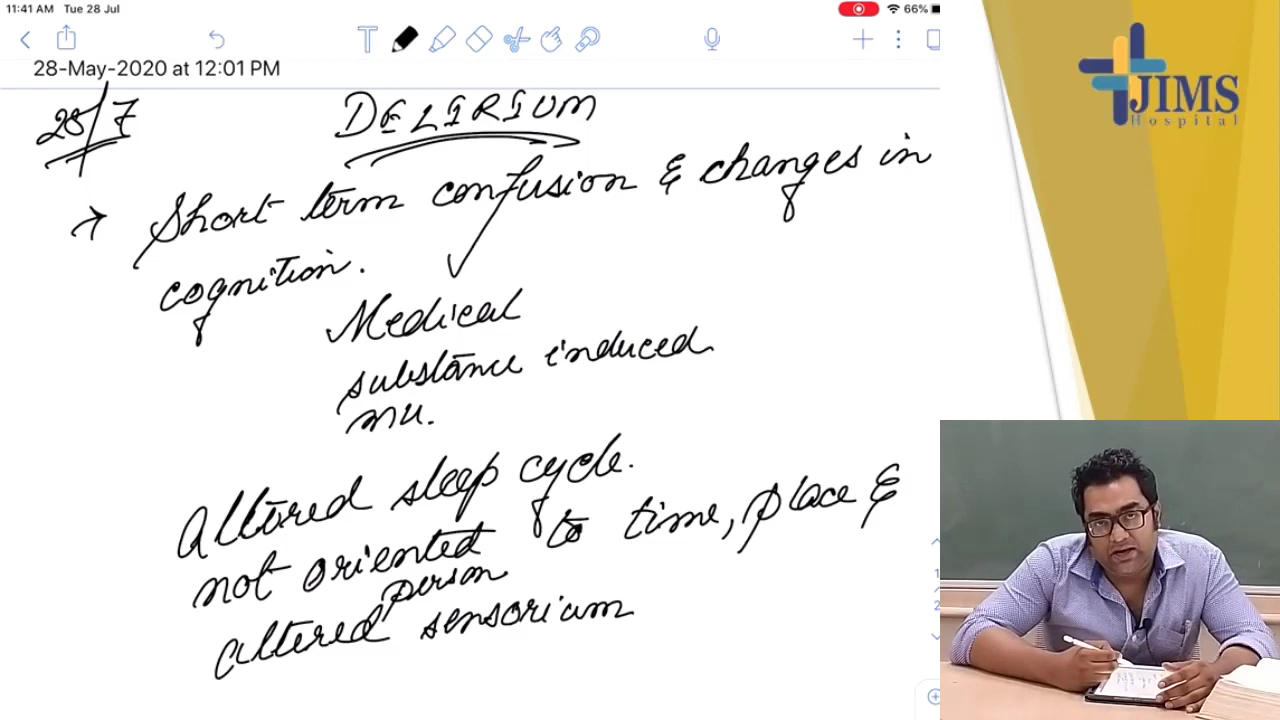 11:41 AM Tue 28 Jul
66%
28-May-2020 at 12:01 PM
JIMS
Hospital
28/7
DELIRIUM
→ Short term confusion & changes in
cognition.
Medical
substance induced
mu.
Altered sleep cycle.
not oriented to time, place &
person
altered sensorium